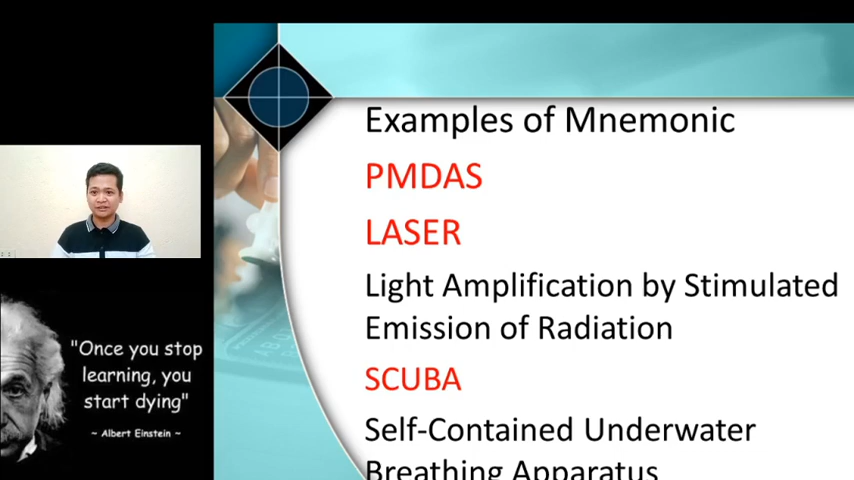 Examples of Mnemonic
PMDAS
LASER
Light Amplification by Stimulated
Emission of Radiation
SCUBA
Self-Contained Underwater
Breathing Apparatus
"Once you stop
learning, you
start dying"
~ Albert Einstein ~